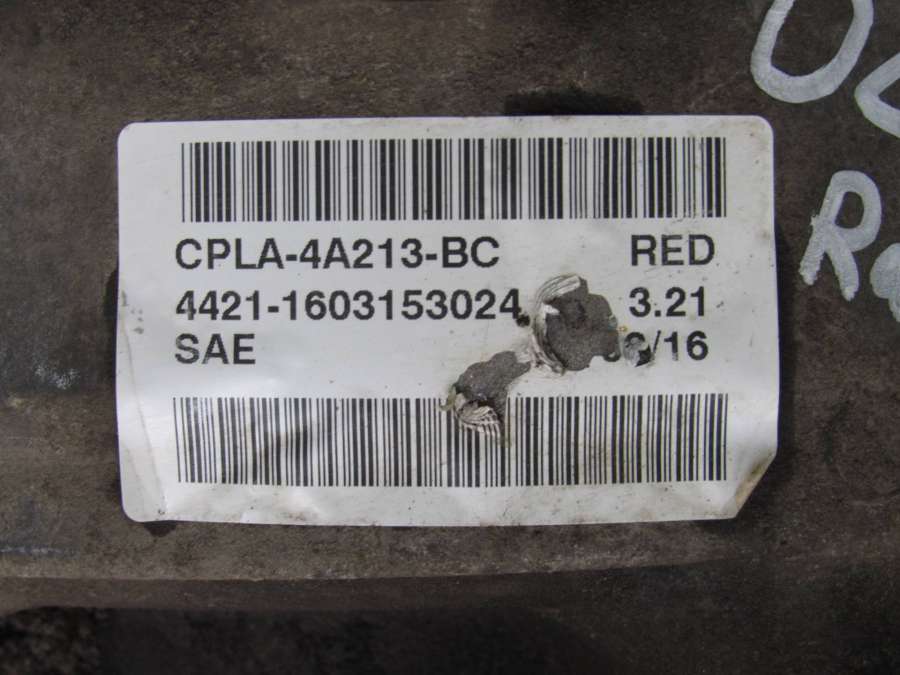 CPLA-4A213-BC RED
4421-1603153024 3.21
SAE /16